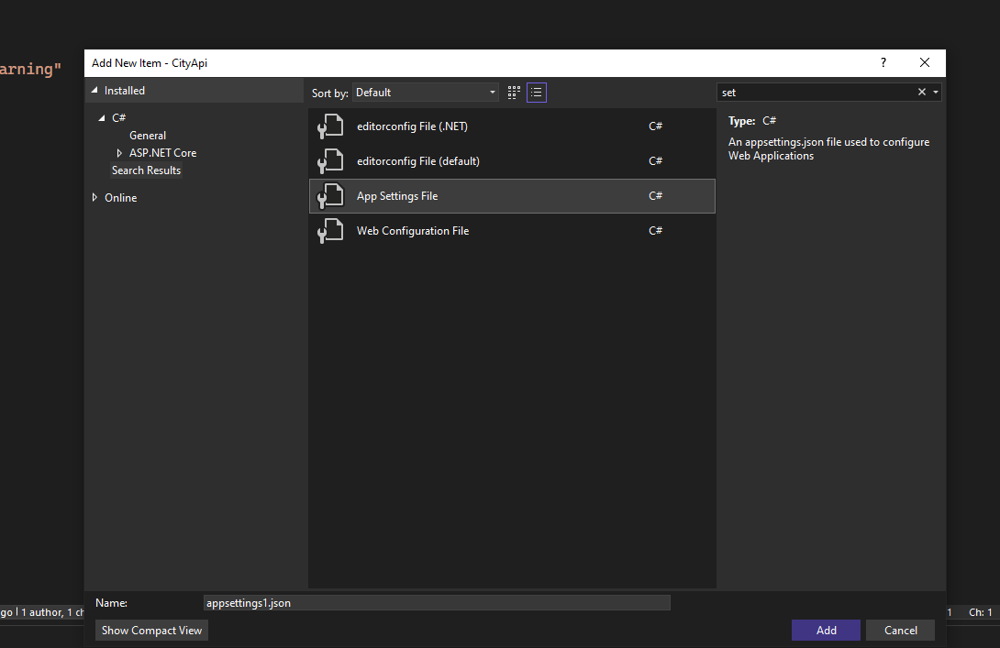 arning"
Add New Item - CityApi
?
Installed
C#
General
ASP.NET Core
Search Results
Online
Sort by: Default
editorconfig File (.NET) C#
editorconfig File (default) C#
App Settings File C#
Web Configuration File C#
set
Type: C#
An appsettings.json file used to configure
Web Applications
Name: appsettings1.json
go | 1 author, 1 ch
1 Ch: 1
Show Compact View
Add
Cancel